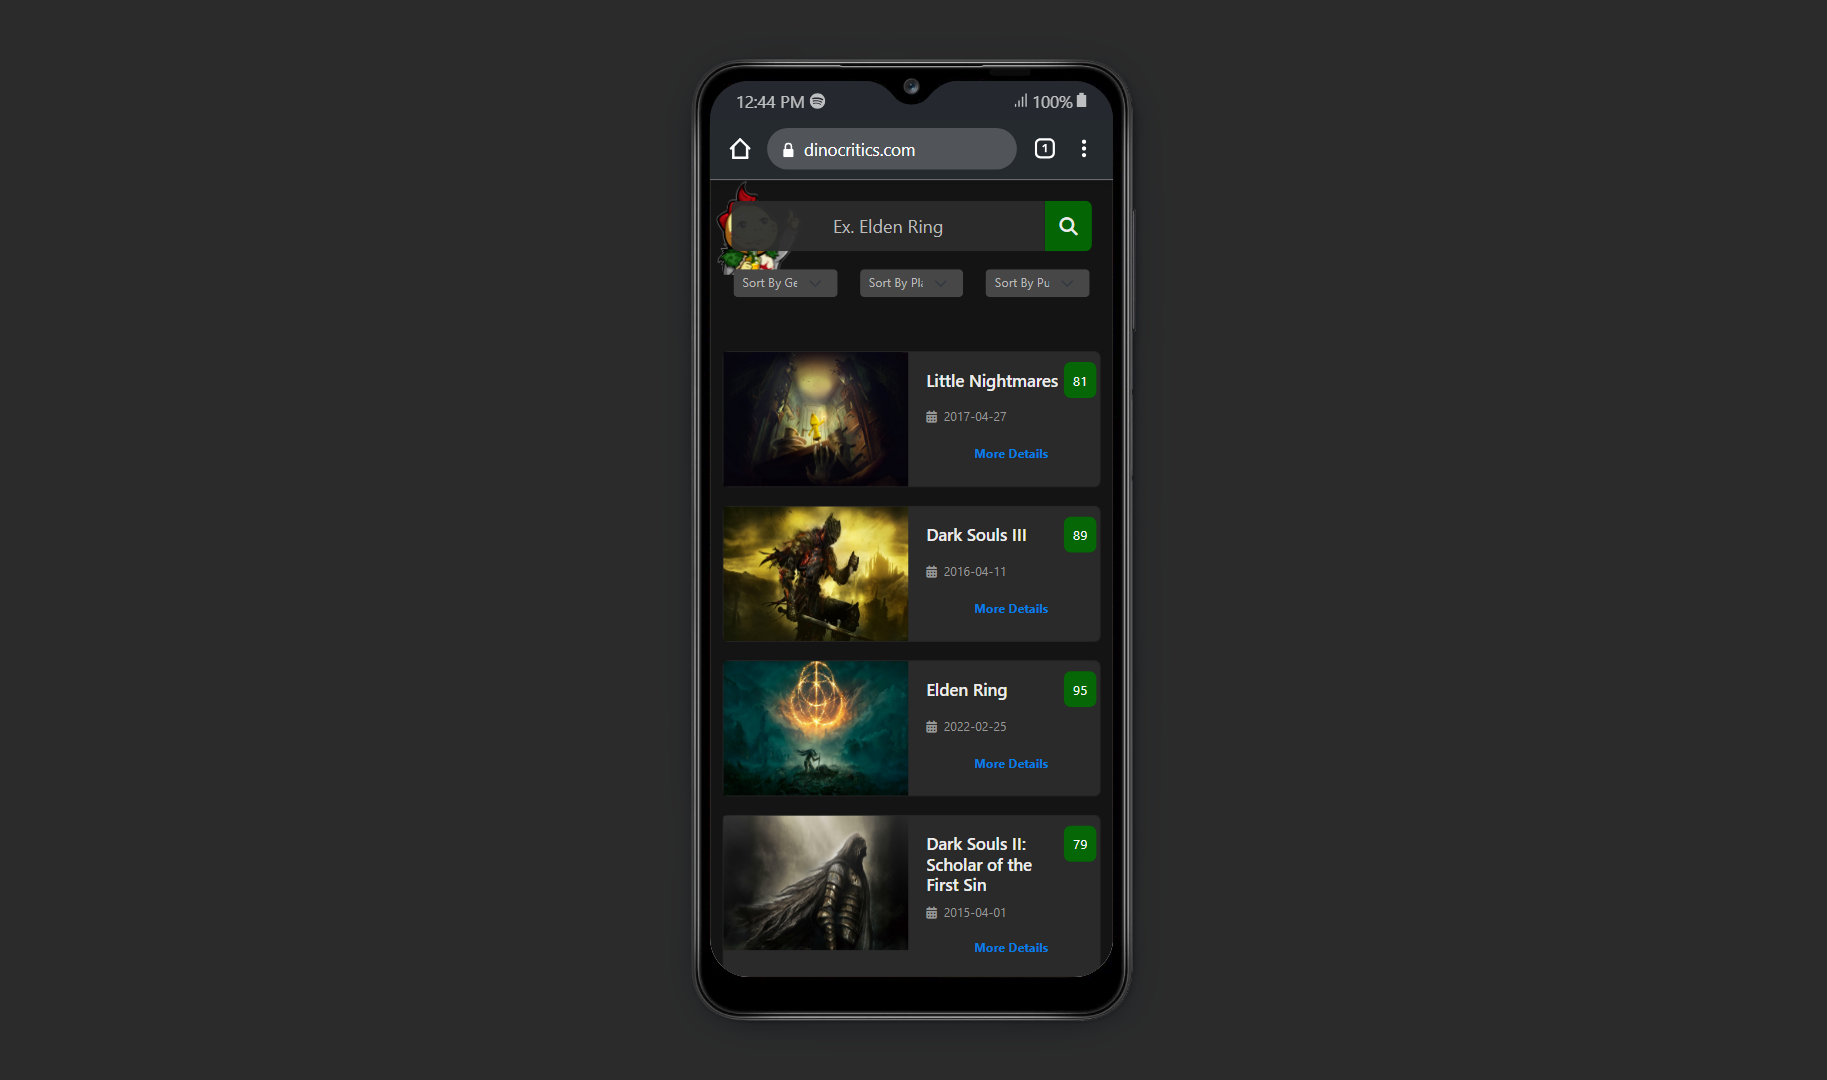 12:44 PM
100%
dinocritics.com
1
Ex. Elden Ring
Sort By Ge
Sort By Pla
Sort By Pu
Little Nightmares
81
2017-04-27
More Details
Dark Souls III
89
2016-04-11
More Details
Elden Ring
95
2022-02-25
More Details
Dark Souls II:
Scholar of the
First Sin
79
2015-04-01
More Details